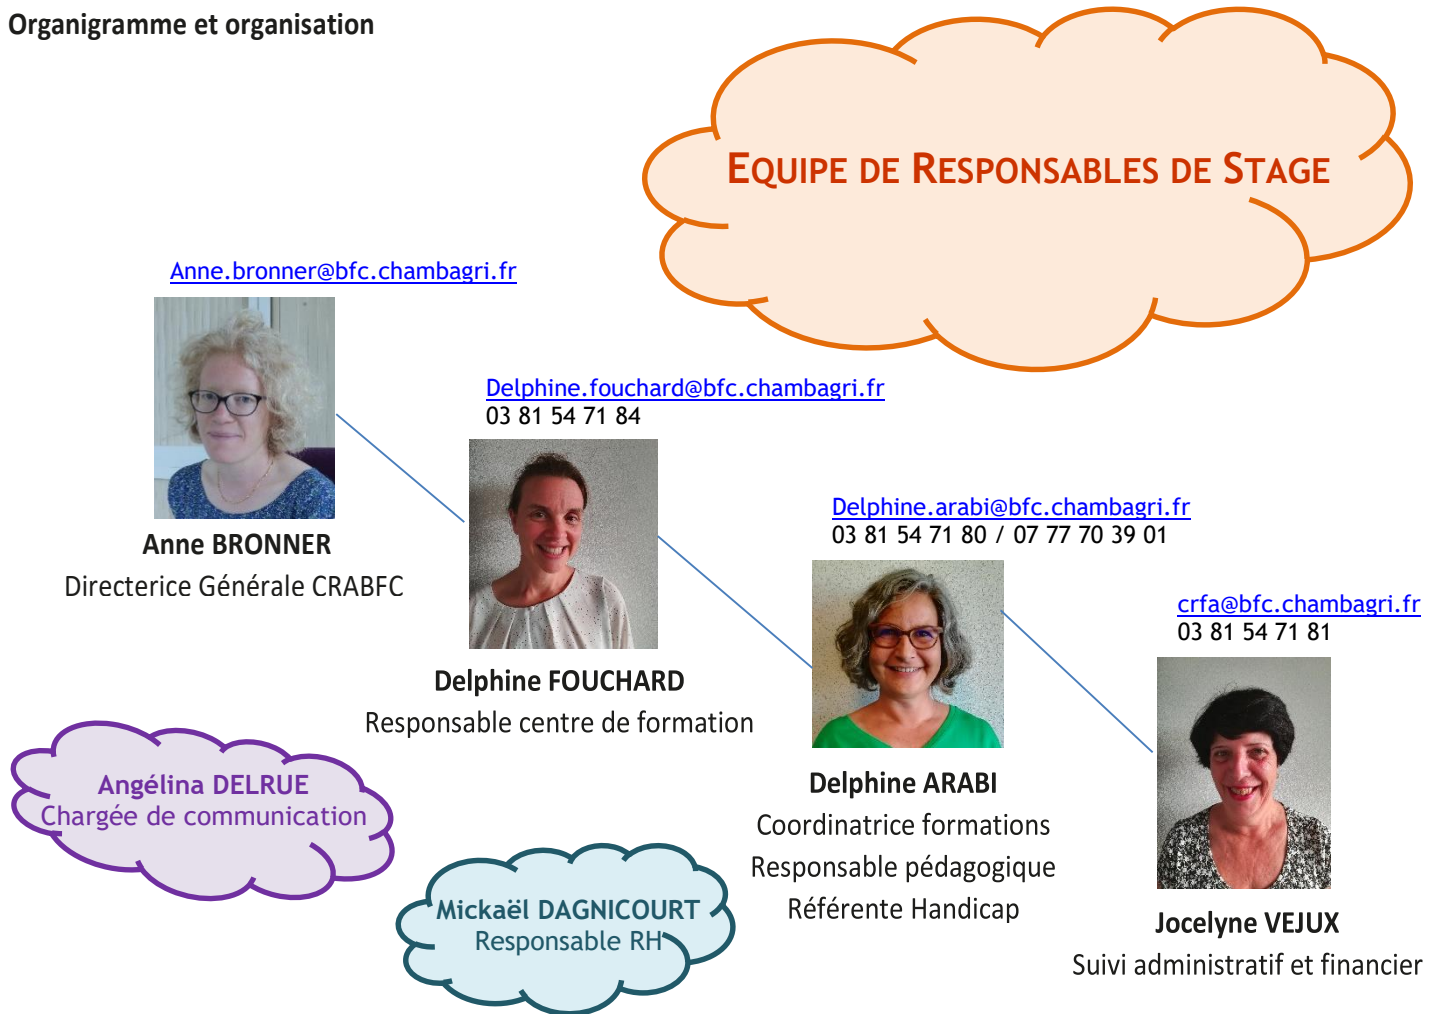 Organigramme et organisation
EQUIPE DE RESPONSABLES DE STAGE
Anne.bronner@bfc.chambagri.fr
Anne BRONNER
Directerice Générale CRABFC
Delphine.fouchard@bfc.chambagri.fr
03 81 54 71 84
Delphine FOUCHARD
Responsable centre de formation
Delphine.arabi@bfc.chambagri.fr
03 81 54 71 80 / 07 77 70 39 01
Delphine ARABI
Coordinatrice formations
Responsable pédagogique
Référente Handicap
crfa@bfc.chambagri.fr
03 81 54 71 81
Jocelyne VEJUX
Suivi administratif et financier
Angélina DELRUE
Chargée de communication
Mickaël DAGNICOURT
Responsable RH